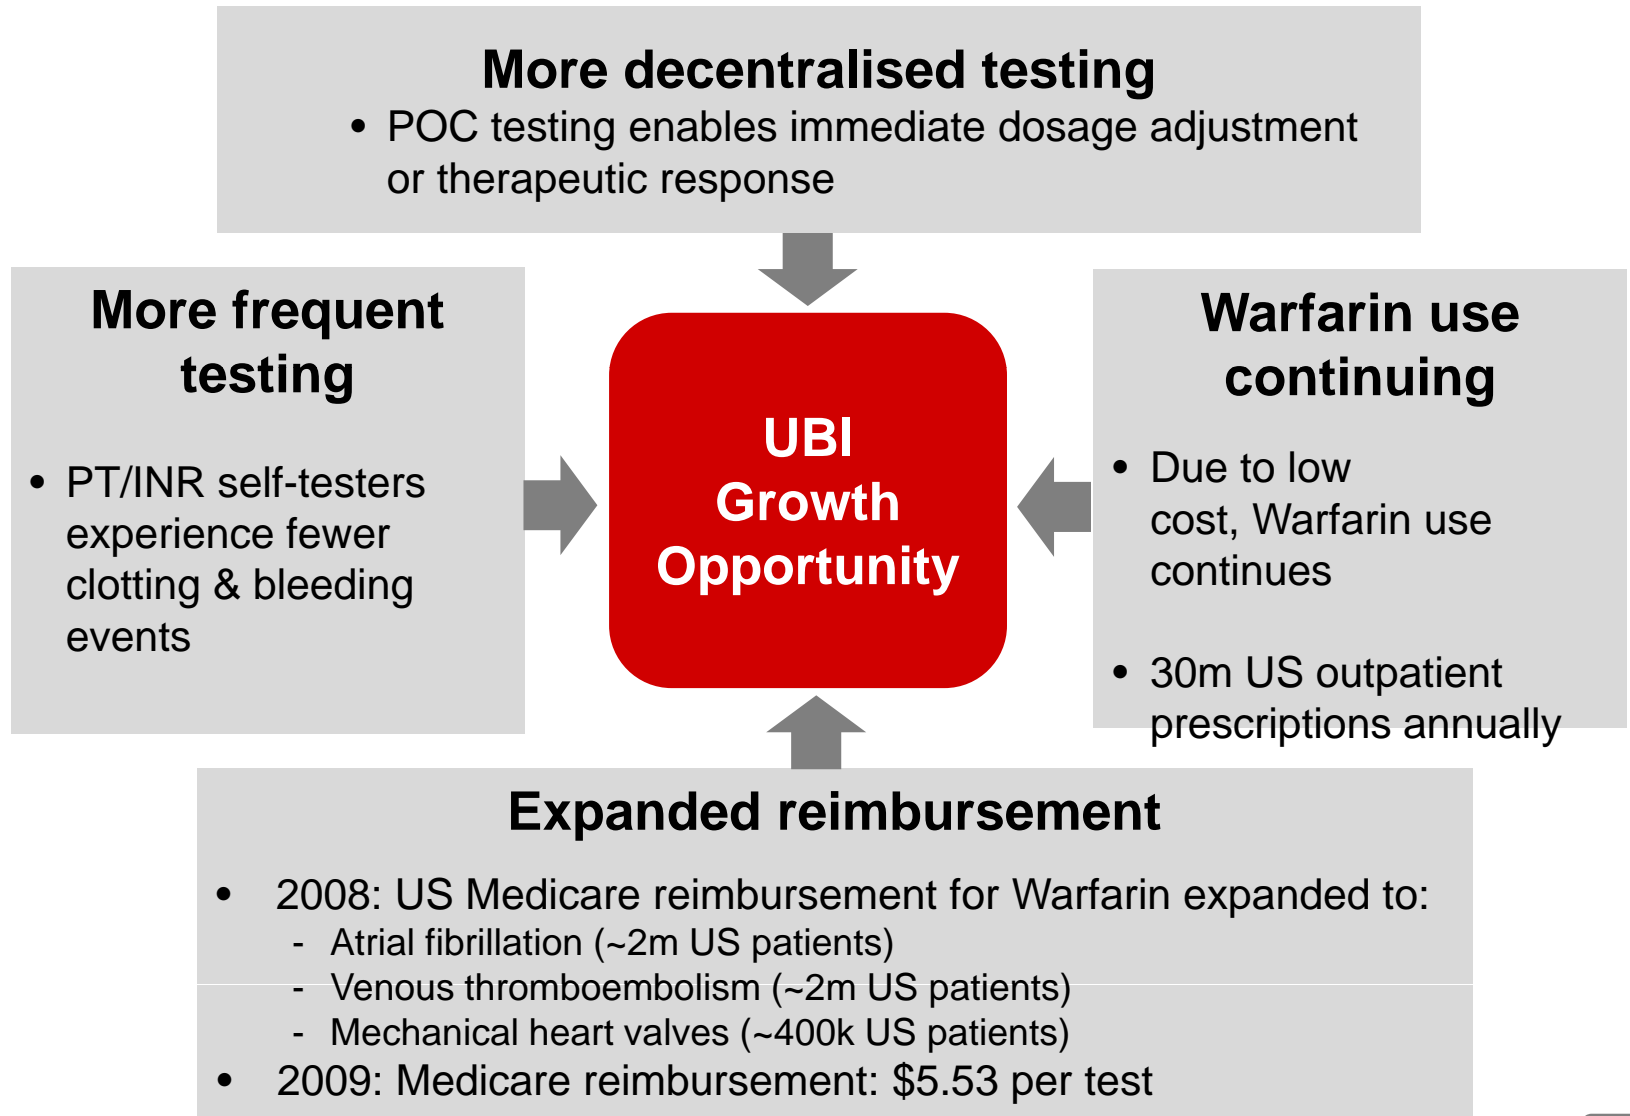 More decentralised testing
• POC testing enables immediate dosage adjustment
or therapeutic response
More frequent
testing
• PT/INR self-testers
experience fewer
clotting & bleeding
events
UBI
Growth
Opportunity
Warfarin use
continuing
• Due to low
cost, Warfarin use
continues
• 30m US outpatient
prescriptions annually
Expanded reimbursement
• 2008: US Medicare reimbursement for Warfarin expanded to:
- Atrial fibrillation (~2m US patients)
- Venous thromboembolism (~2m US patients)
- Mechanical heart valves (~400k US patients)
• 2009: Medicare reimbursement: $5.53 per test